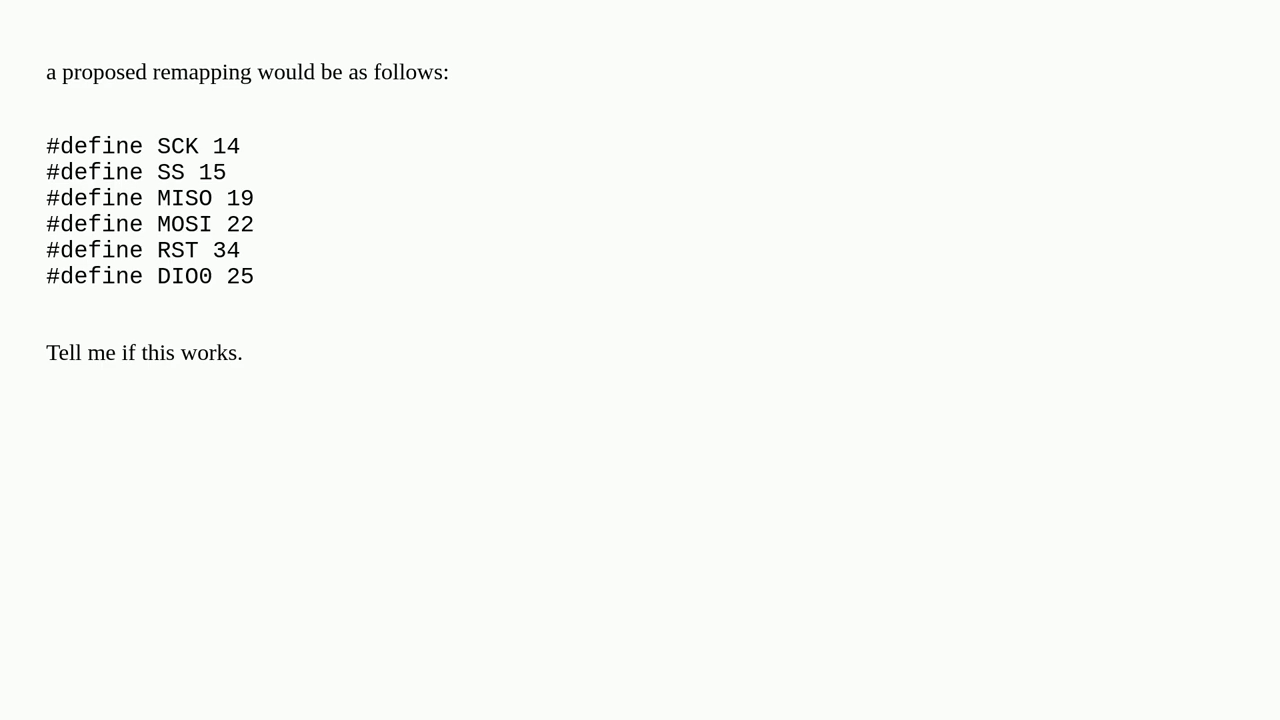 a proposed remapping would be as follows:
#define SCK 14
#define SS 15
#define MISO 19
#define MOSI 22
#define RST 34
#define DIO0 25
Tell me if this works.